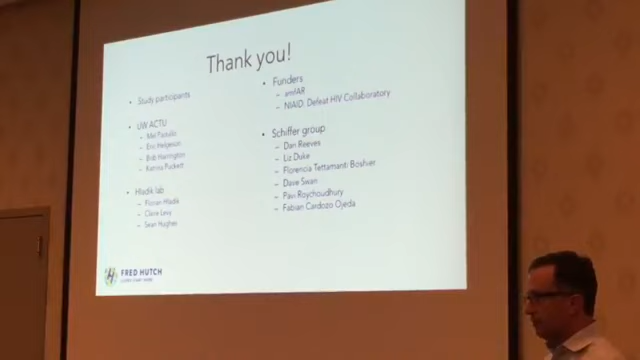 Thank you!
• Study participants
• UW ACTU
– Bob Harrington
– Katrina Puckett
• Hladik lab
– Florian Hladik
– Claire Levy
– Sean Hughes
• Funders
– amfAR
– NIAID: Defeat HIV Collaboratory
• Schiffer group
– Dan Reeves
– Liz Duke
– Florencia Tettamanti Boshier
– Dave Swan
– Pavi Roychoudhury
– Fabian Cardozo Ojeda
FRED HUTCH